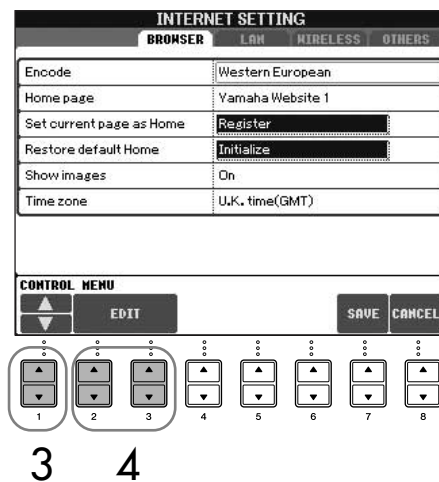 INTERNET SETTING
BROWSER LAN WIRELESS OTHERS
Encode Western European
Home page Yamaha Website 1
Set current page as Home Register
Restore default Home Initialize
Show images On
Time zone U.K. time(GMT)
CONTROL MENU
EDIT SAVE CANCEL
1 2 3 4 5 6 7 8
3 4